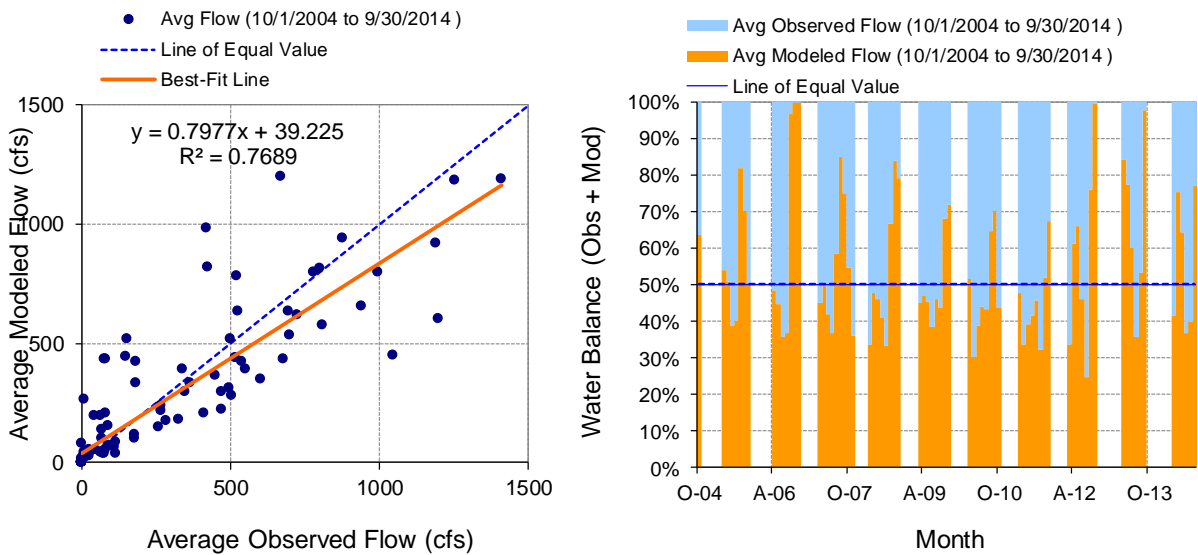 Avg Flow (10/1/2004 to 9/30/2014 )
Line of Equal Value
Best-Fit Line
1500
1000
500
0
y = 0.7977x + 39.225
R² = 0.7689
Average Modeled Flow (cfs)
0
500
1000
1500
Average Observed Flow (cfs)
Avg Observed Flow (10/1/2004 to 9/30/2014 )
Avg Modeled Flow (10/1/2004 to 9/30/2014 )
Line of Equal Value
100%
90%
80%
70%
60%
50%
40%
30%
20%
10%
0%
Water Balance (Obs + Mod)
O-04
A-06
O-07
A-09
O-10
A-12
O-13
Month